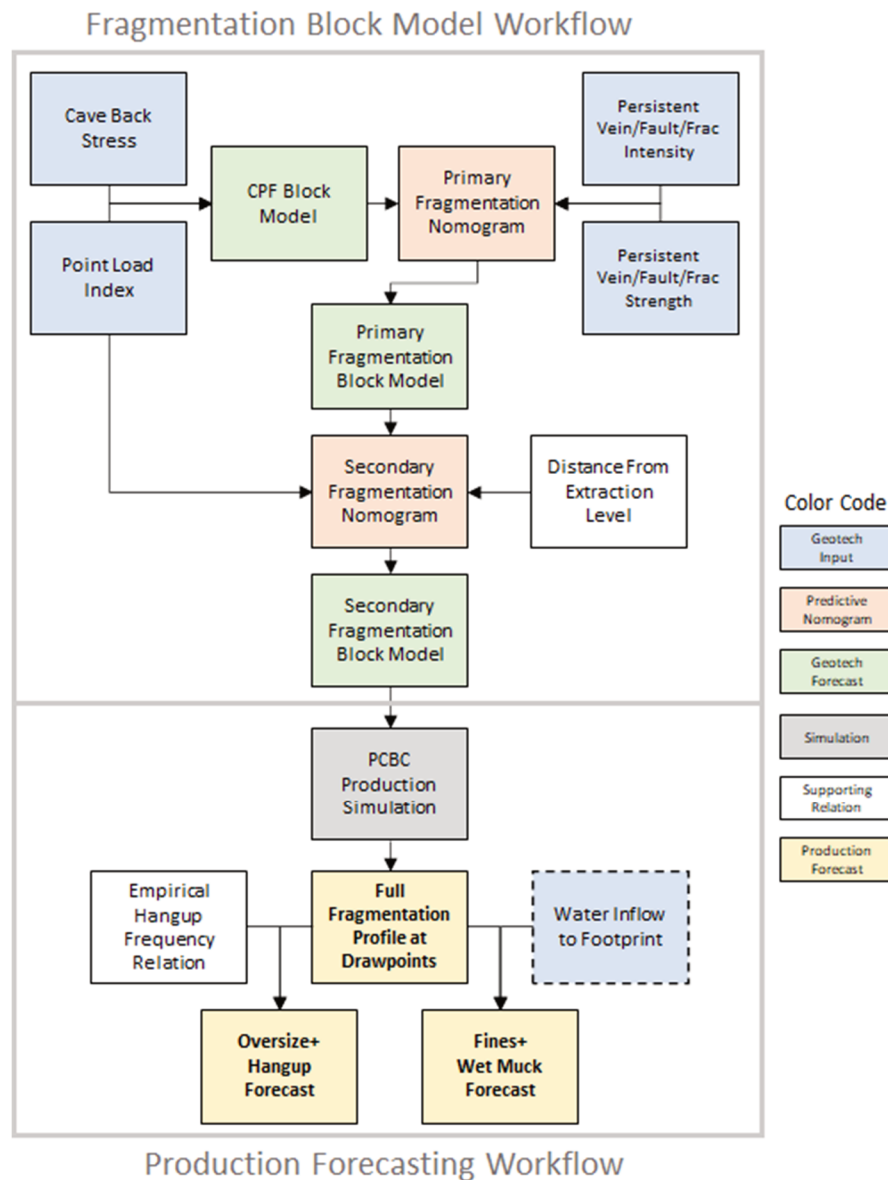 Fragmentation Block Model Workflow
Cave Back
Stress
Persistent
Vein/Fault/Frac
Intensity
CPF Block
Model
Primary
Fragmentation
Nomogram
Point Load
Index
Persistent
Vein/Fault/Frac
Strength
Primary
Fragmentation
Block Model
Secondary
Fragmentation
Nomogram
Distance From
Extraction
Level
Secondary
Fragmentation
Block Model
Color Code
Geotech
Input
Predictive
Nomogram
Geotech
Forecast
Simulation
Supporting
Relation
Production
Forecast
PCBC
Production
Simulation
Empirical
Hangup
Frequency
Relation
Full
Fragmentation
Profile at
Drawpoints
Water Inflow
to Footprint
Oversize+
Hangup
Forecast
Fines+
Wet Muck
Forecast
Production Forecasting Workflow